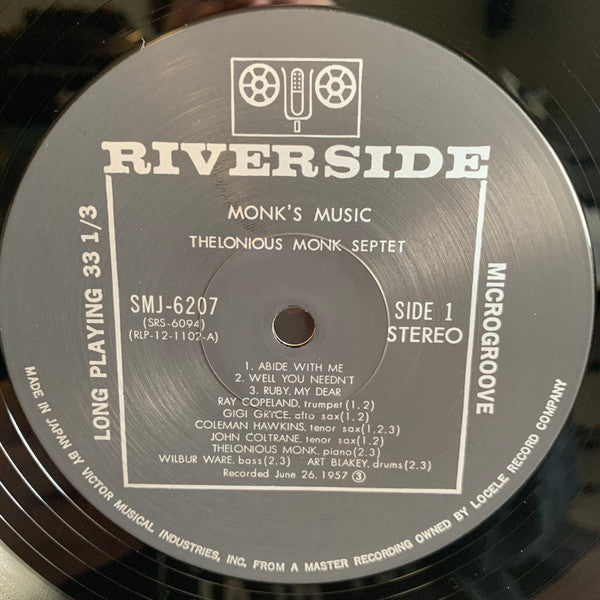 RIVERSIDE
MONK'S MUSIC
THELONIOUS MONK SEPTET
LONG PLAYING 33 1/3
MICROGROOVE
SMJ-6207
(SRS-6094)
(RLP-12-1102-A)
SIDE 1
STEREO
1. ABIDE WITH ME
2. WELL YOU NEEDN'T
3. RUBY, MY DEAR
RAY COPELAND, trumpet (1, 2)
GIGI GRYCE, alto sax (1, 2)
COLEMAN HAWKINS, tenor sax (1, 2, 3)
JOHN COLTRANE, tenor sax (1, 2)
THELONIOUS MONK, piano (2, 3)
WILBUR WARE, bass (2, 3) ART BLAKEY, drums (2, 3)
Recorded June 26, 1957 ③
MADE IN JAPAN BY VICTOR MUSICAL INDUSTRIES, INC. FROM A MASTER RECORDING OWNED BY LOCELE RECORD COMPANY